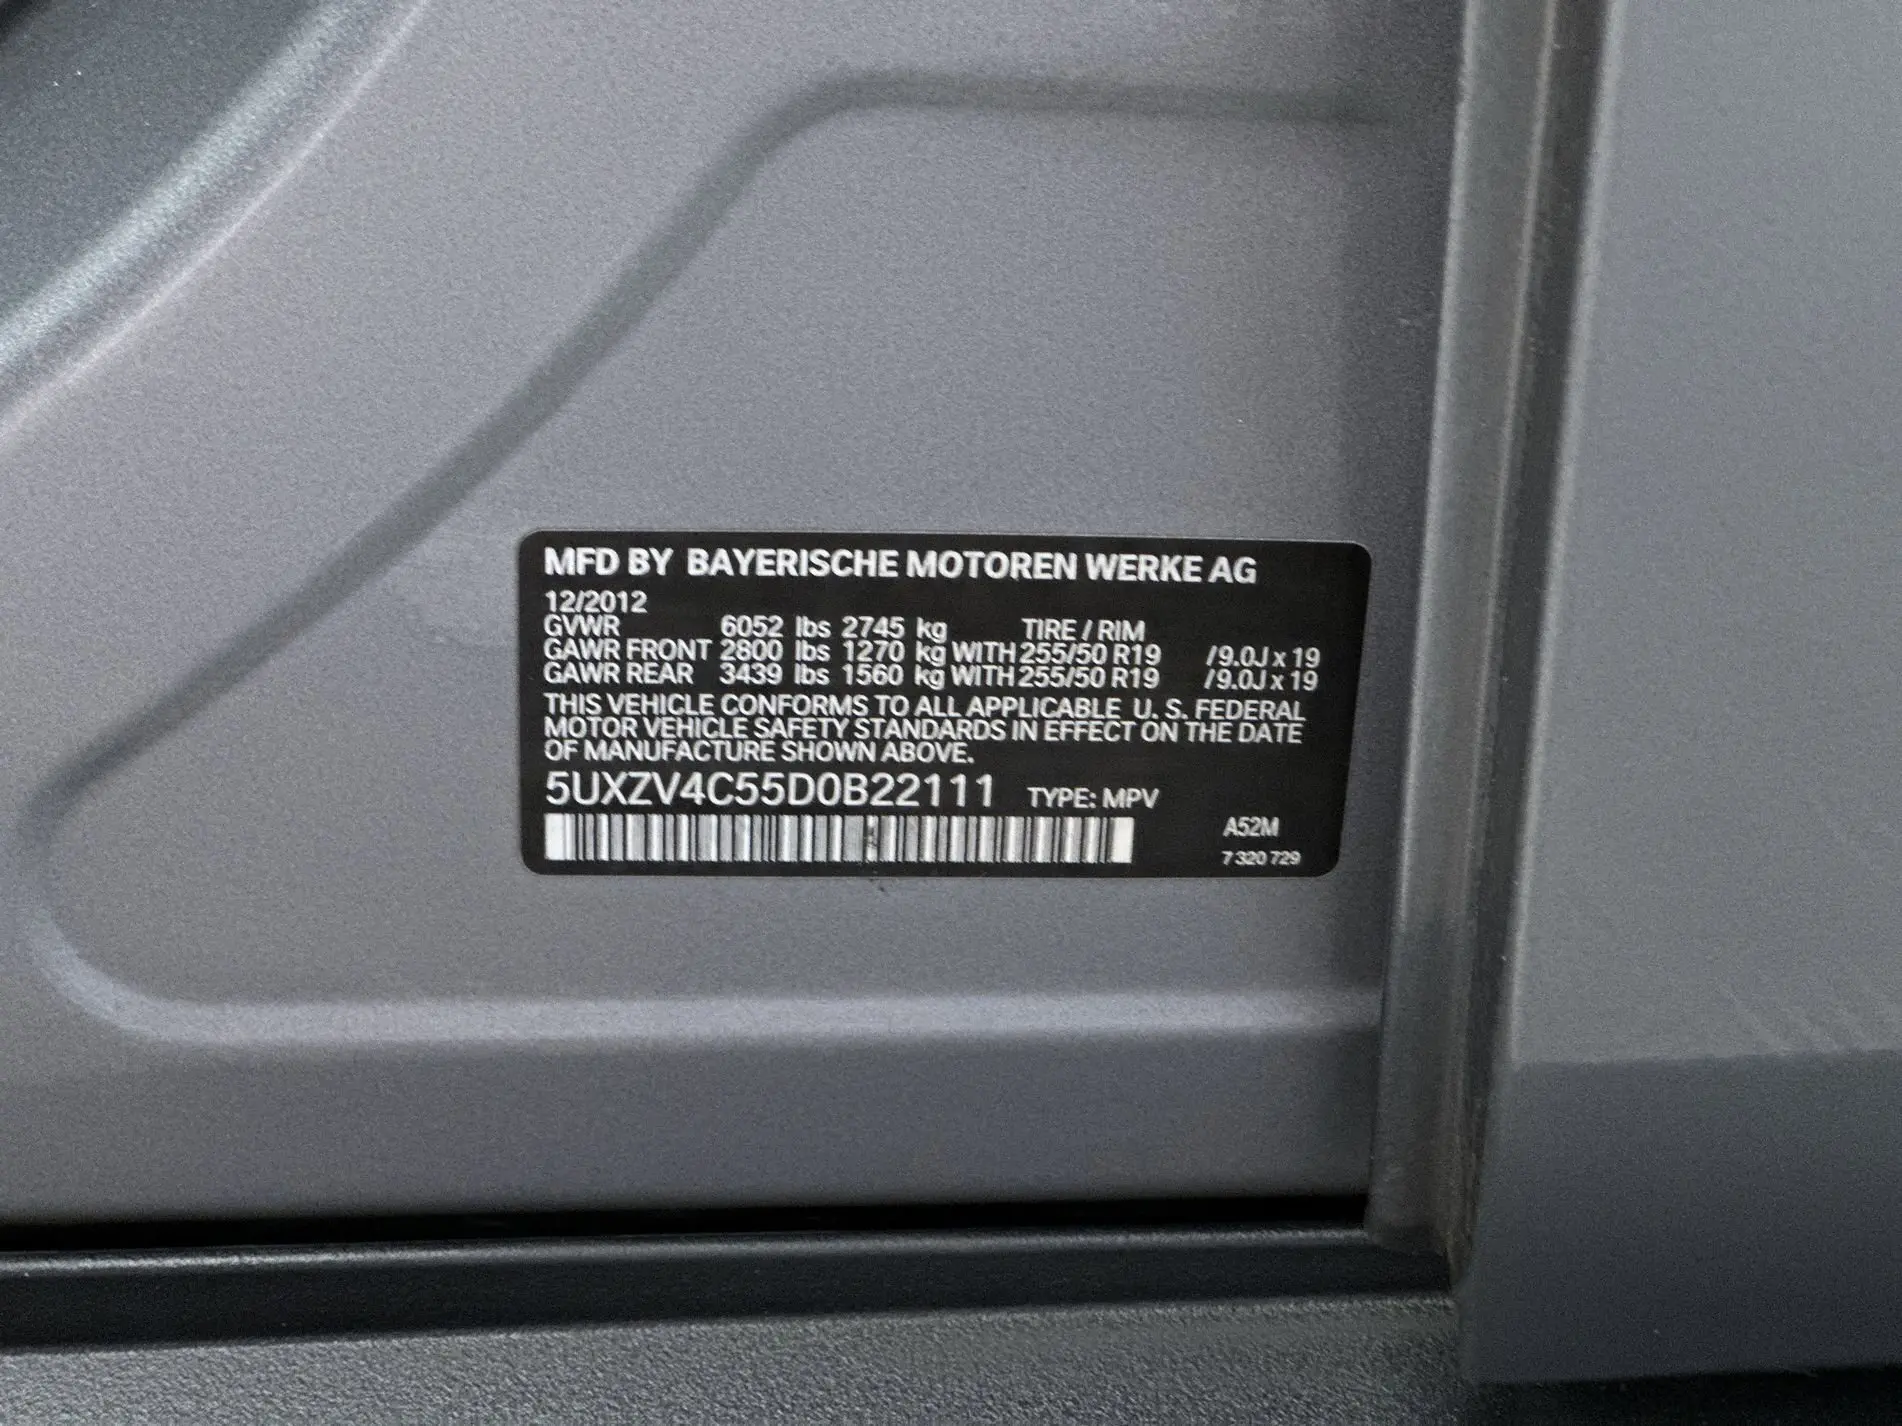 MFD BY BAYERISCHE MOTOREN WERKE AG
12/2012
GVWR 6052 lbs 2745 kg TIRE / RIM
GAWR FRONT 2800 lbs 1270 kg WITH 255/50 R19 /9.0J x 19
GAWR REAR 3439 lbs 1560 kg WITH 255/50 R19 /9.0J x 19
THIS VEHICLE CONFORMS TO ALL APPLICABLE U. S. FEDERAL
MOTOR VEHICLE SAFETY STANDARDS IN EFFECT ON THE DATE
OF MANUFACTURE SHOWN ABOVE.
5UXZV4C55D0B22111 TYPE: MPV
A52M
7 320 729